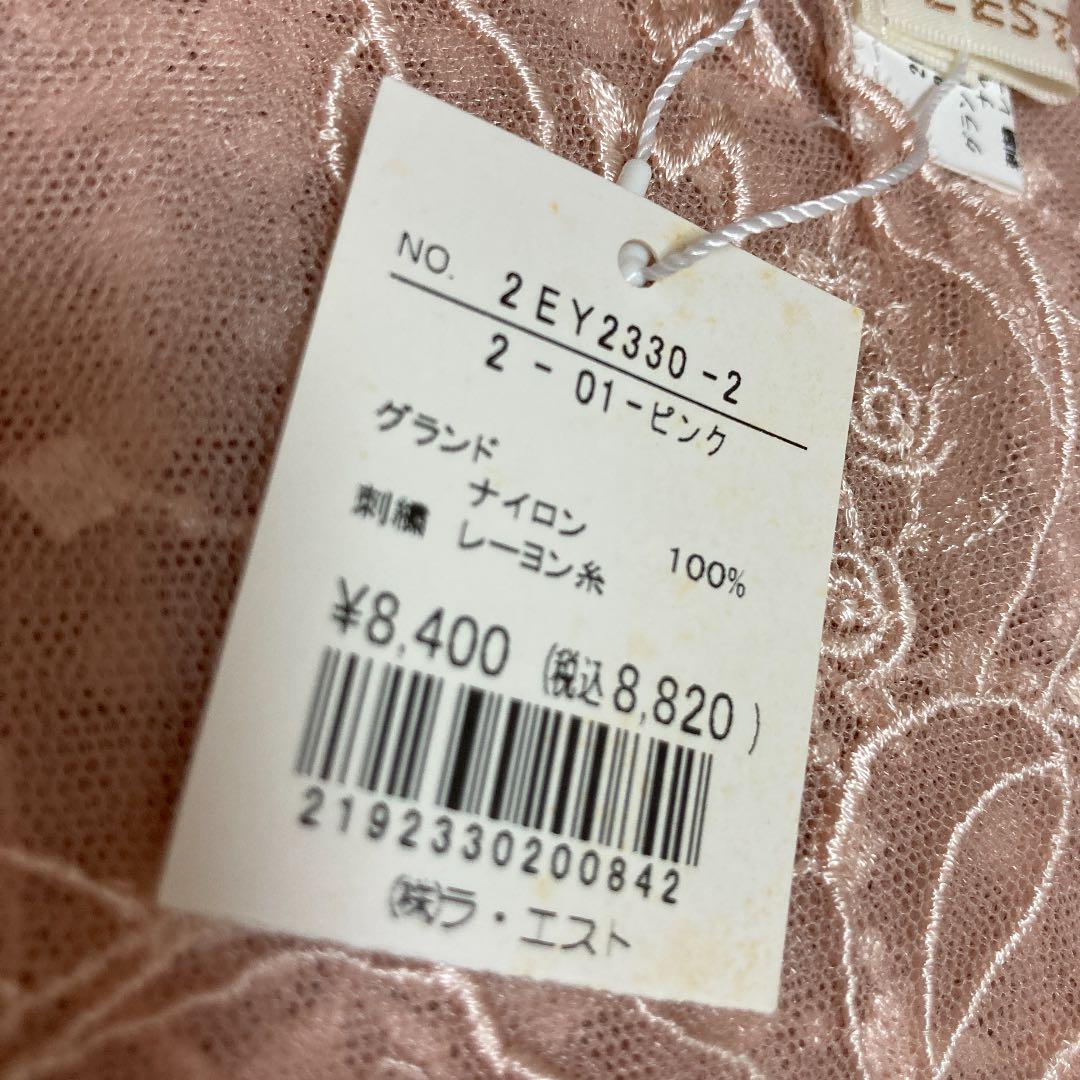 EST
NO. 2EY2330-2
2-01-ピンク
グランド
ナイロン 100%
刺繍 レーヨン糸
¥8,400 (税込8,820)
2192330200842
(株)ラ・エスト